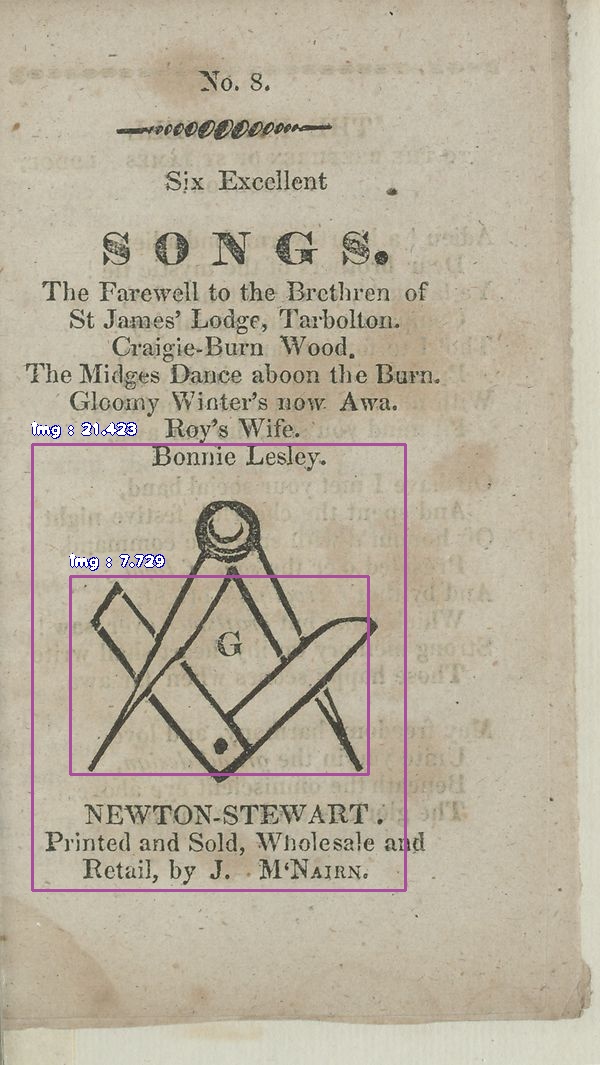 No. 8.
Six Excellent
SONGS.
The Farewell to the Brethren of
St James' Lodge, Tarbolton.
Craigie-Burn Wood.
The Midges Dance aboon the Burn.
Gloomy Winter's now Awa.
Roy's Wife.
img : 21.423
Bonnie Lesley.
img : 7.729
G
NEWTON-STEWART.
Printed and Sold, Wholesale and
Retail, by J. M'NAIRN.